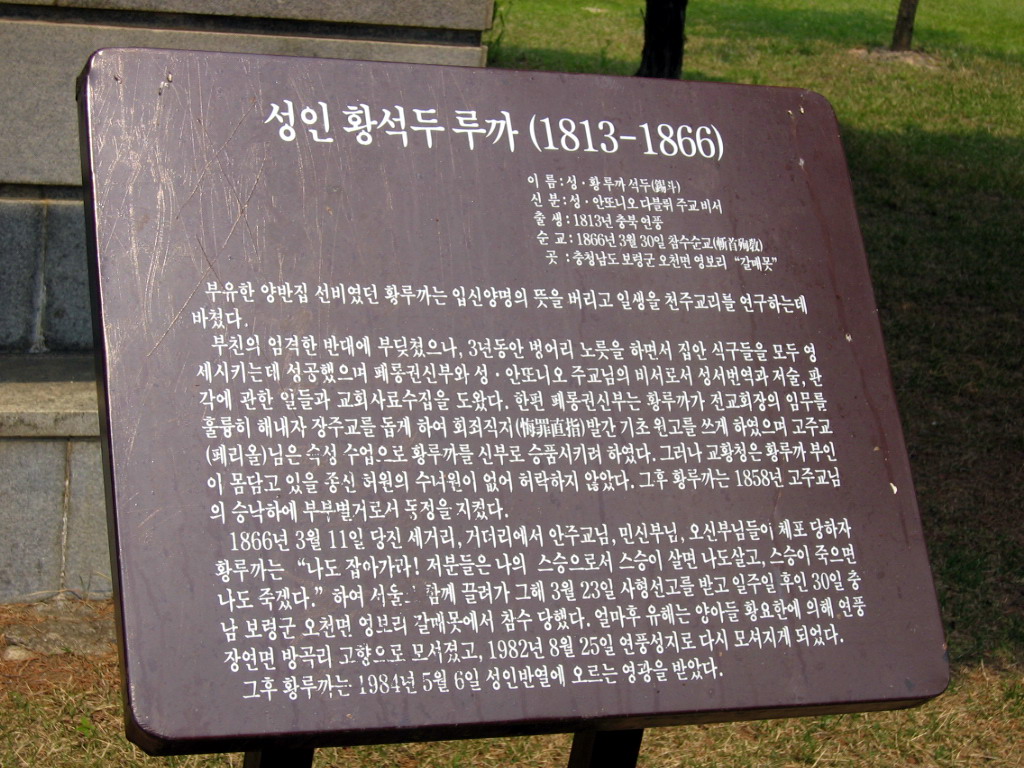 성인 황석두 루까 (1813-1866)
이 름 : 성 · 황루까 석두(錫斗)
신 분 : 성 · 안또니오 다블뤼 주교 비서
출 생 : 1813년 충북 연풍
순 교 : 1866년 3월 30일 참수순교(斬首殉敎)
곳 : 충청남도 보령군 오천면 영보리 “갈매못”
부유한 양반집 선비였던 황루까는 입신양명의 뜻을 버리고 일생을 천주교리를 연구하는데
바쳤다.
부친의 엄격한 반대에 부딪쳤으나, 3년동안 벙어리 노릇을 하면서 집안 식구들을 모두 영
세시키는데 성공했으며 페롱권신부와 성 · 안또니오 주교님의 비서로서 성서번역과 저술, 판
각에 관한 일들과 교회사료수집을 도왔다. 한편 페롱권신부는 황루까가 전교회장의 임무를
훌륭히 해내자 장주교를 돕게 하여 회죄직지(悔罪直指)발간 기초 원고를 쓰게 하였으며 고주교
(페리올)님은 속성 수업으로 황루까를 신부로 승품시키려 하였다. 그러나 교황청은 황루까 부인
이 몸담고 있을 종신 허원의 수녀원이 없어 허락하지 않았다. 그후 황루까는 1858년 고주교님
의 승낙하에 부부별거로서 동정을 지켰다.
1866년 3월 11일 당진 세거리, 거더리에서 안주교님, 민신부님, 오신부님들이 체포 당하자
황루까는 “나도 잡아가라! 저분들은 나의 스승으로서 스승이 살면 나도살고, 스승이 죽으면
나도 죽겠다.” 하여 서울로 함께 끌려가 그해 3월 23일 사형선고를 받고 일주일 후인 30일 충
남 보령군 오천면 영보리 갈매못에서 참수 당했다. 얼마후 유해는 양아들 황요한에 의해 연풍
장연면 방곡리 고향으로 모셔졌고, 1982년 8월 25일 연풍성지로 다시 모셔지게 되었다.
그후 황루까는 1984년 5월 6일 성인반열에 오르는 영광을 받았다.